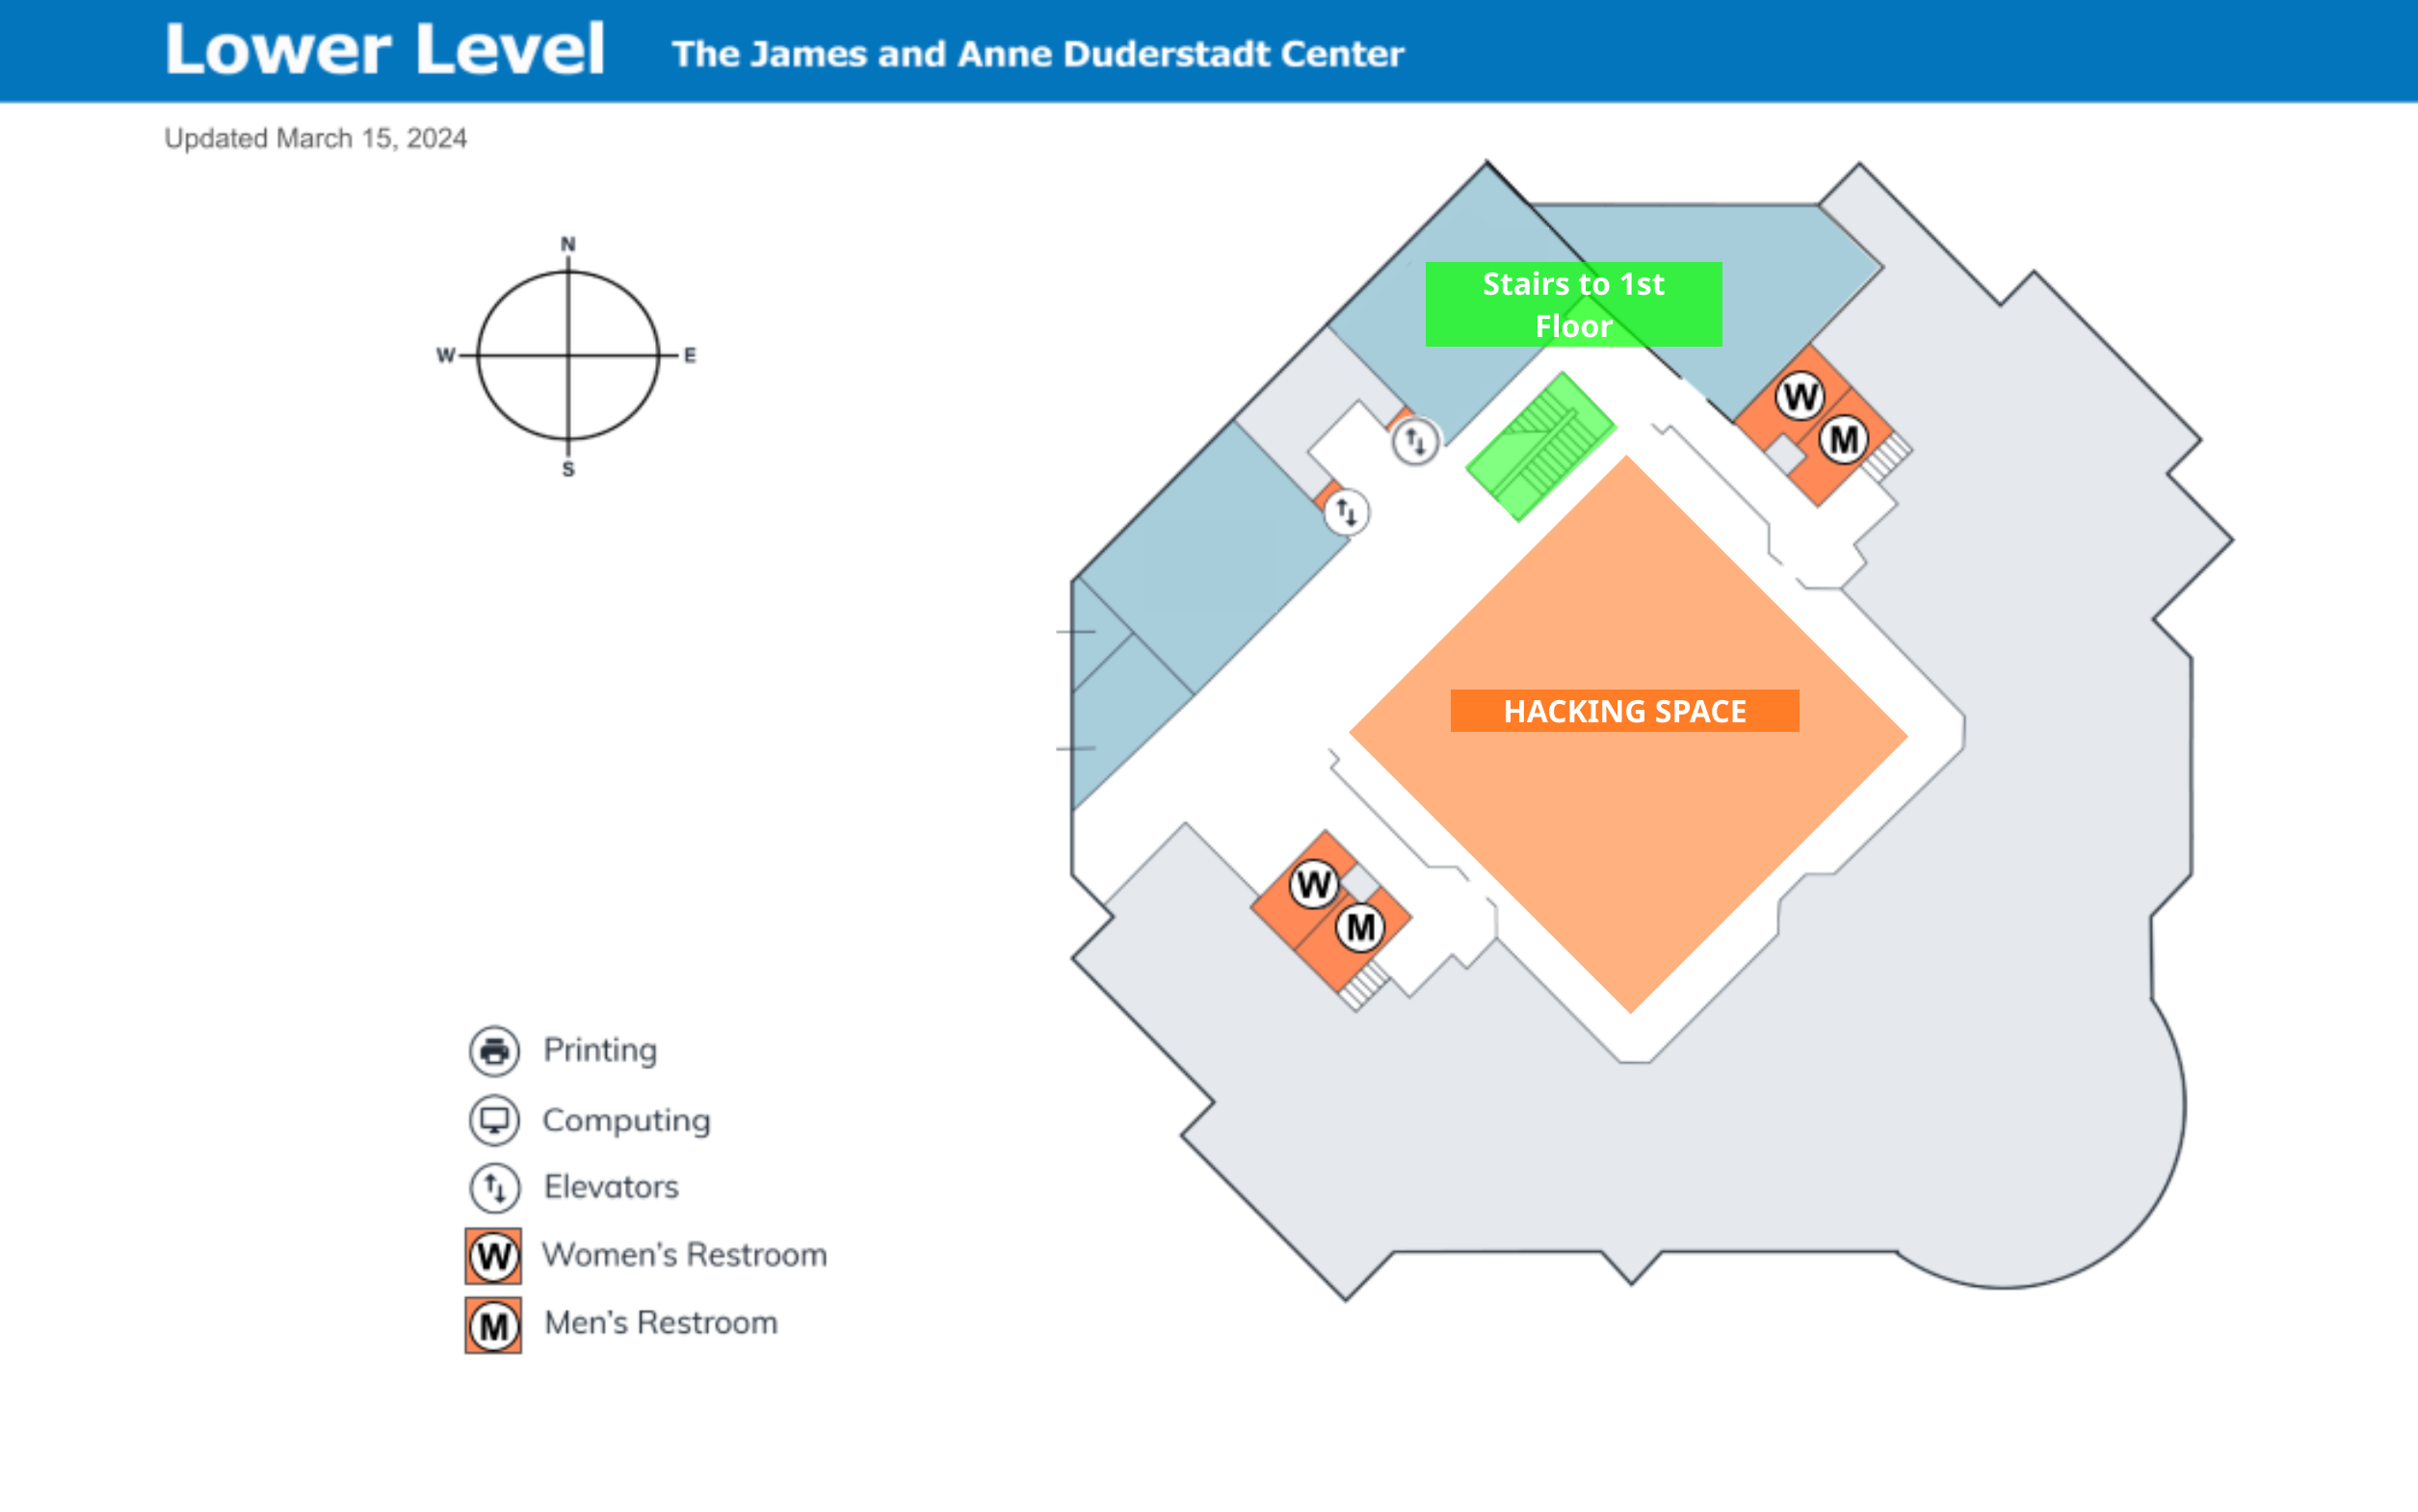 Lower Level
The James and Anne Duderstadt Center
Updated March 15, 2024
N
W
E
S
Stairs to 1st
Floor
W
M
HACKING SPACE
W
M
Printing
Computing
Elevators
W Women's Restroom
M Men's Restroom